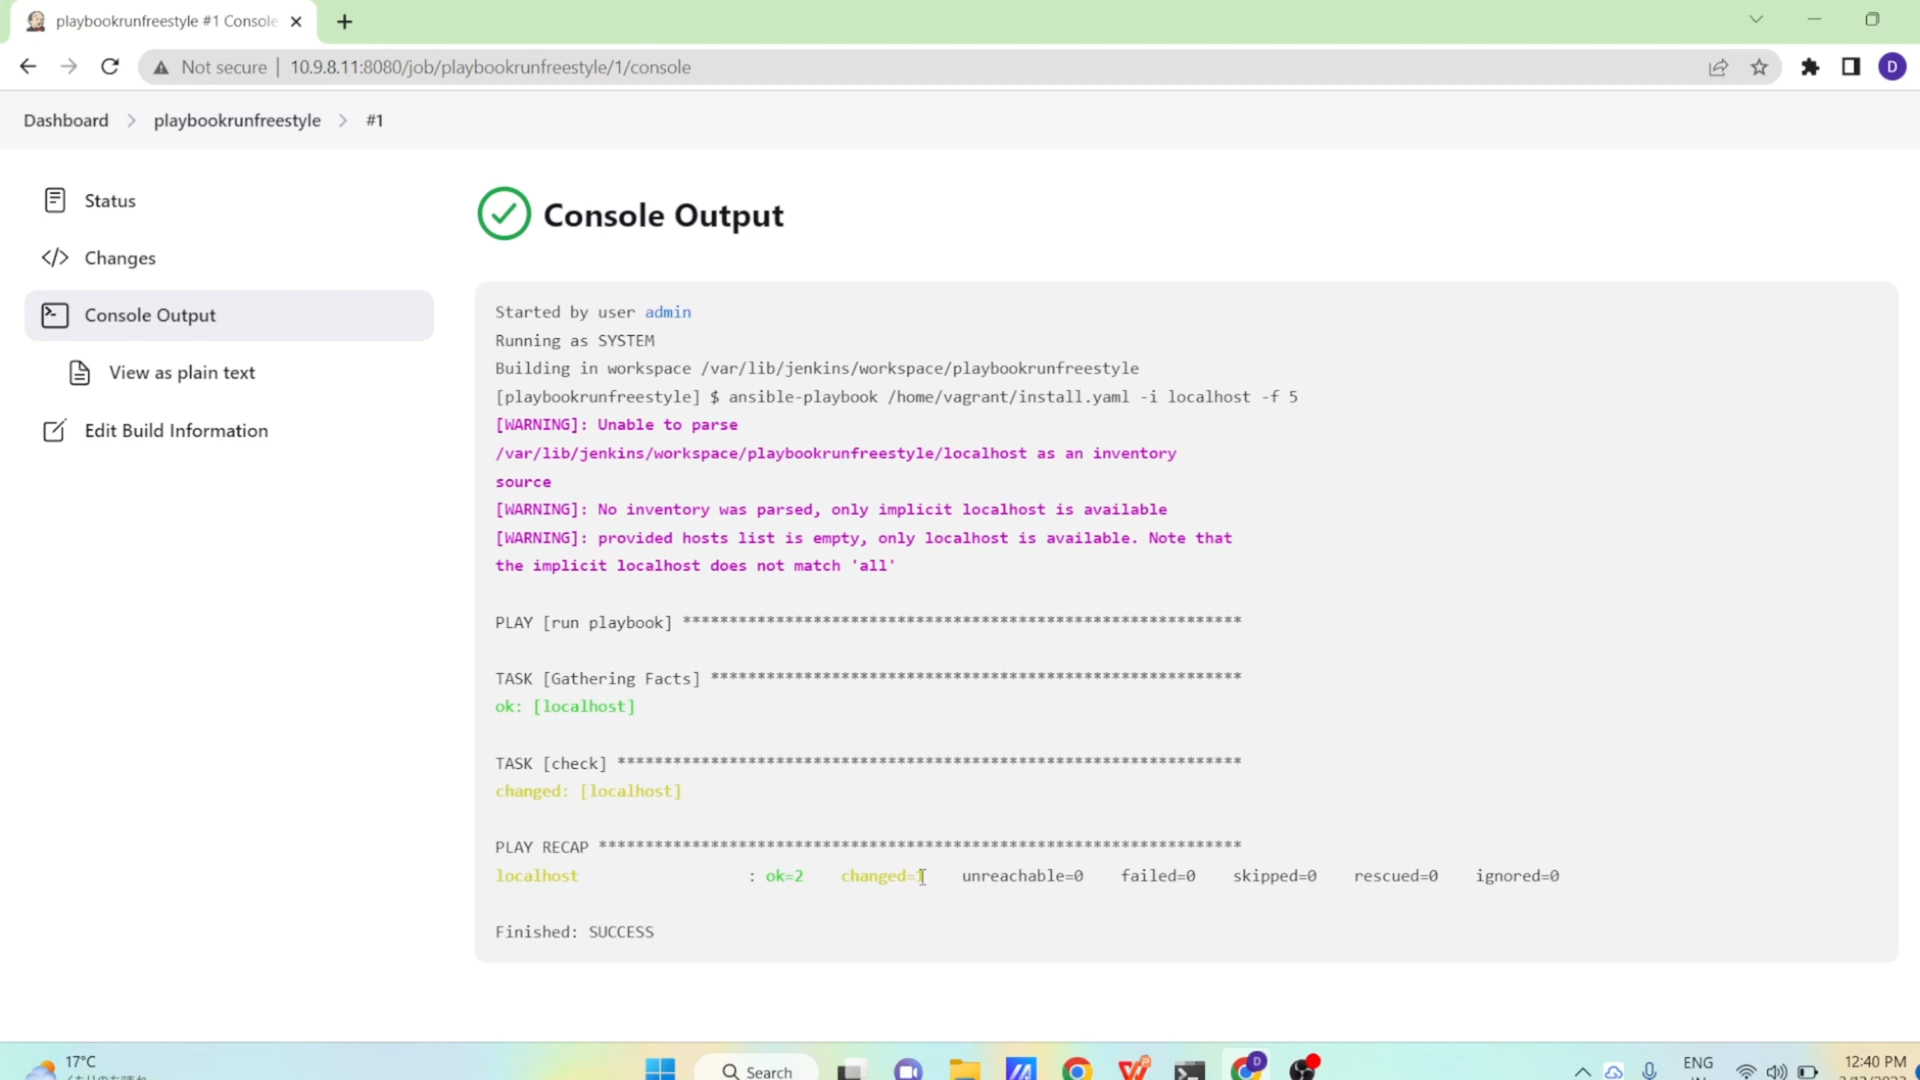 playbookrunfreestyle #1 Console
Not secure | 10.9.8.11:8080/job/playbookrunfreestyle/1/console
D
Dashboard > playbookrunfreestyle > #1
Status
Changes
Console Output
View as plain text
Edit Build Information
Console Output
Started by user admin
Running as SYSTEM
Building in workspace /var/lib/jenkins/workspace/playbookrunfreestyle
[playbookrunfreestyle] $ ansible-playbook /home/vagrant/install.yaml -i localhost -f 5
[WARNING]: Unable to parse
/var/lib/jenkins/workspace/playbookrunfreestyle/localhost as an inventory
source
[WARNING]: No inventory was parsed, only implicit localhost is available
[WARNING]: provided hosts list is empty, only localhost is available. Note that
the implicit localhost does not match 'all'
PLAY [run playbook] ************************************************************
TASK [Gathering Facts] *********************************************************
ok: [localhost]
TASK [check] *******************************************************************
changed: [localhost]
PLAY RECAP *********************************************************************
localhost : ok=2 changed=1 unreachable=0 failed=0 skipped=0 rescued=0 ignored=0
Finished: SUCCESS
17°C
Search
D
ENG
12:40 PM